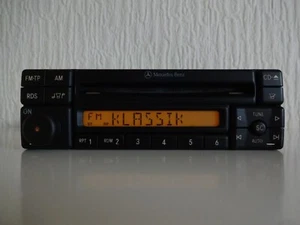 Mercedes-Benz
FM-TP AM
CD
RDS
ON
FM KLASSIK
TUNE
SC
AUTO
RPT 1 RDM 2 3 4 5 6